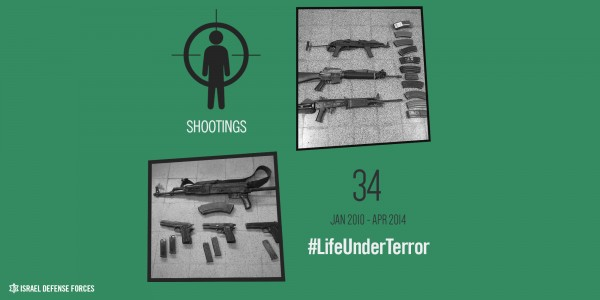 SHOOTINGS
34
JAN 2010 - APR 2014
#LifeUnderTerror
ISRAEL DEFENSE FORCES